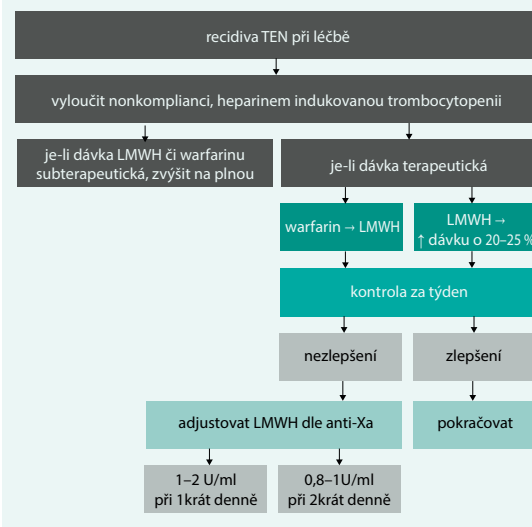 recidiva TEN při léčbě
vyloučit nonkomplianci, heparinem indukovanou trombocytopenii
je-li dávka LMWH či warfarinu
subterapeutická, zvýšit na plnou
je-li dávka terapeutická
warfarin → LMWH
LMWH →
↑ dávku o 20–25 %
kontrola za týden
nezlepšení
zlepšení
adjustovat LMWH dle anti-Xa
pokračovat
1–2 U/ml
při 1krát denně
0,8–1U/ml
při 2krát denně